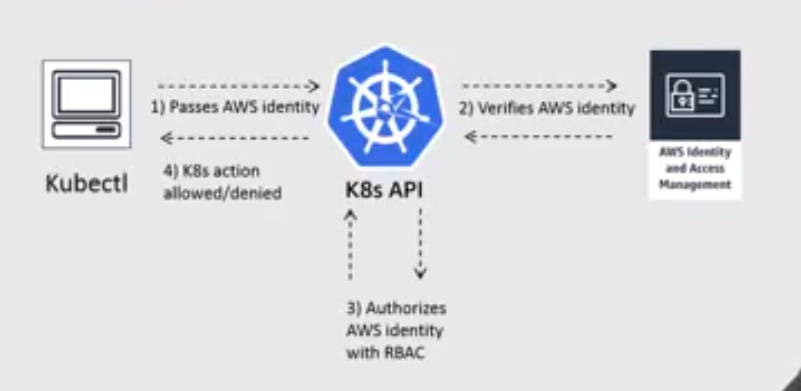 1) Passes AWS identity
2) Verifies AWS identity
AWS Identity
and Access
Management
Kubectl
4) K8s action
allowed/denied
K8s API
3) Authorizes
AWS identity
with RBAC